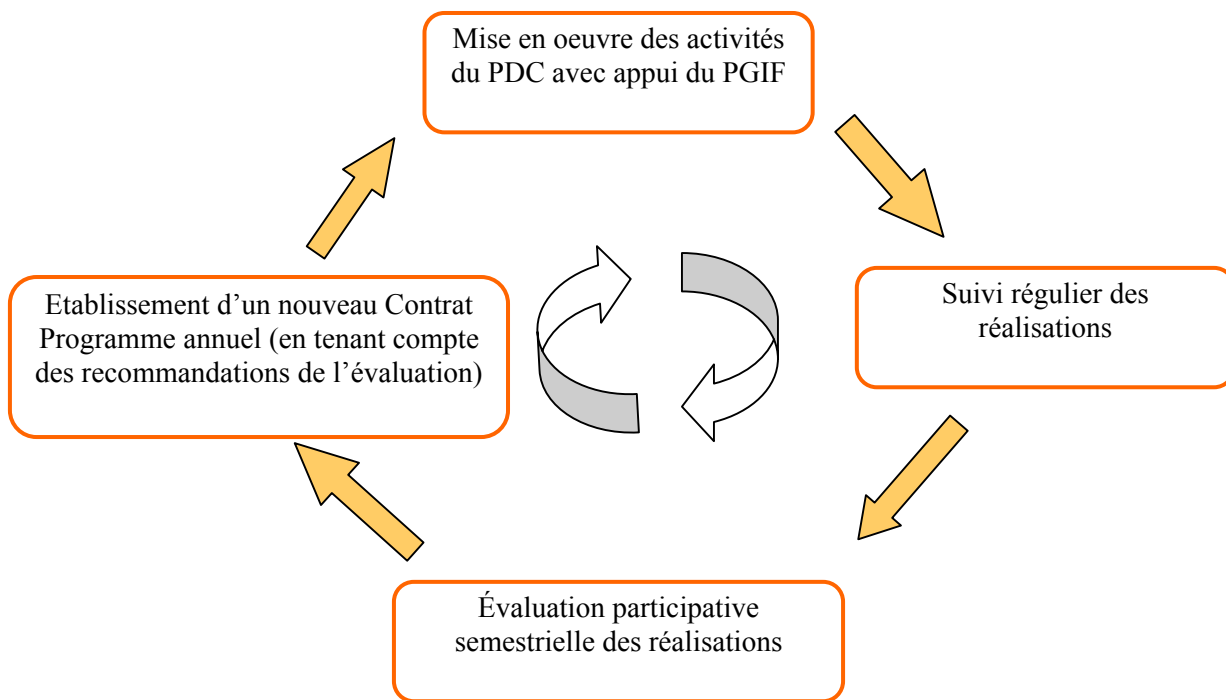 Mise en oeuvre des activités
du PDC avec appui du PGIF
Suivi régulier des
réalisations
Évaluation participative
semestrielle des réalisations
Etablissement d’un nouveau Contrat
Programme annuel (en tenant compte
des recommandations de l’évaluation)